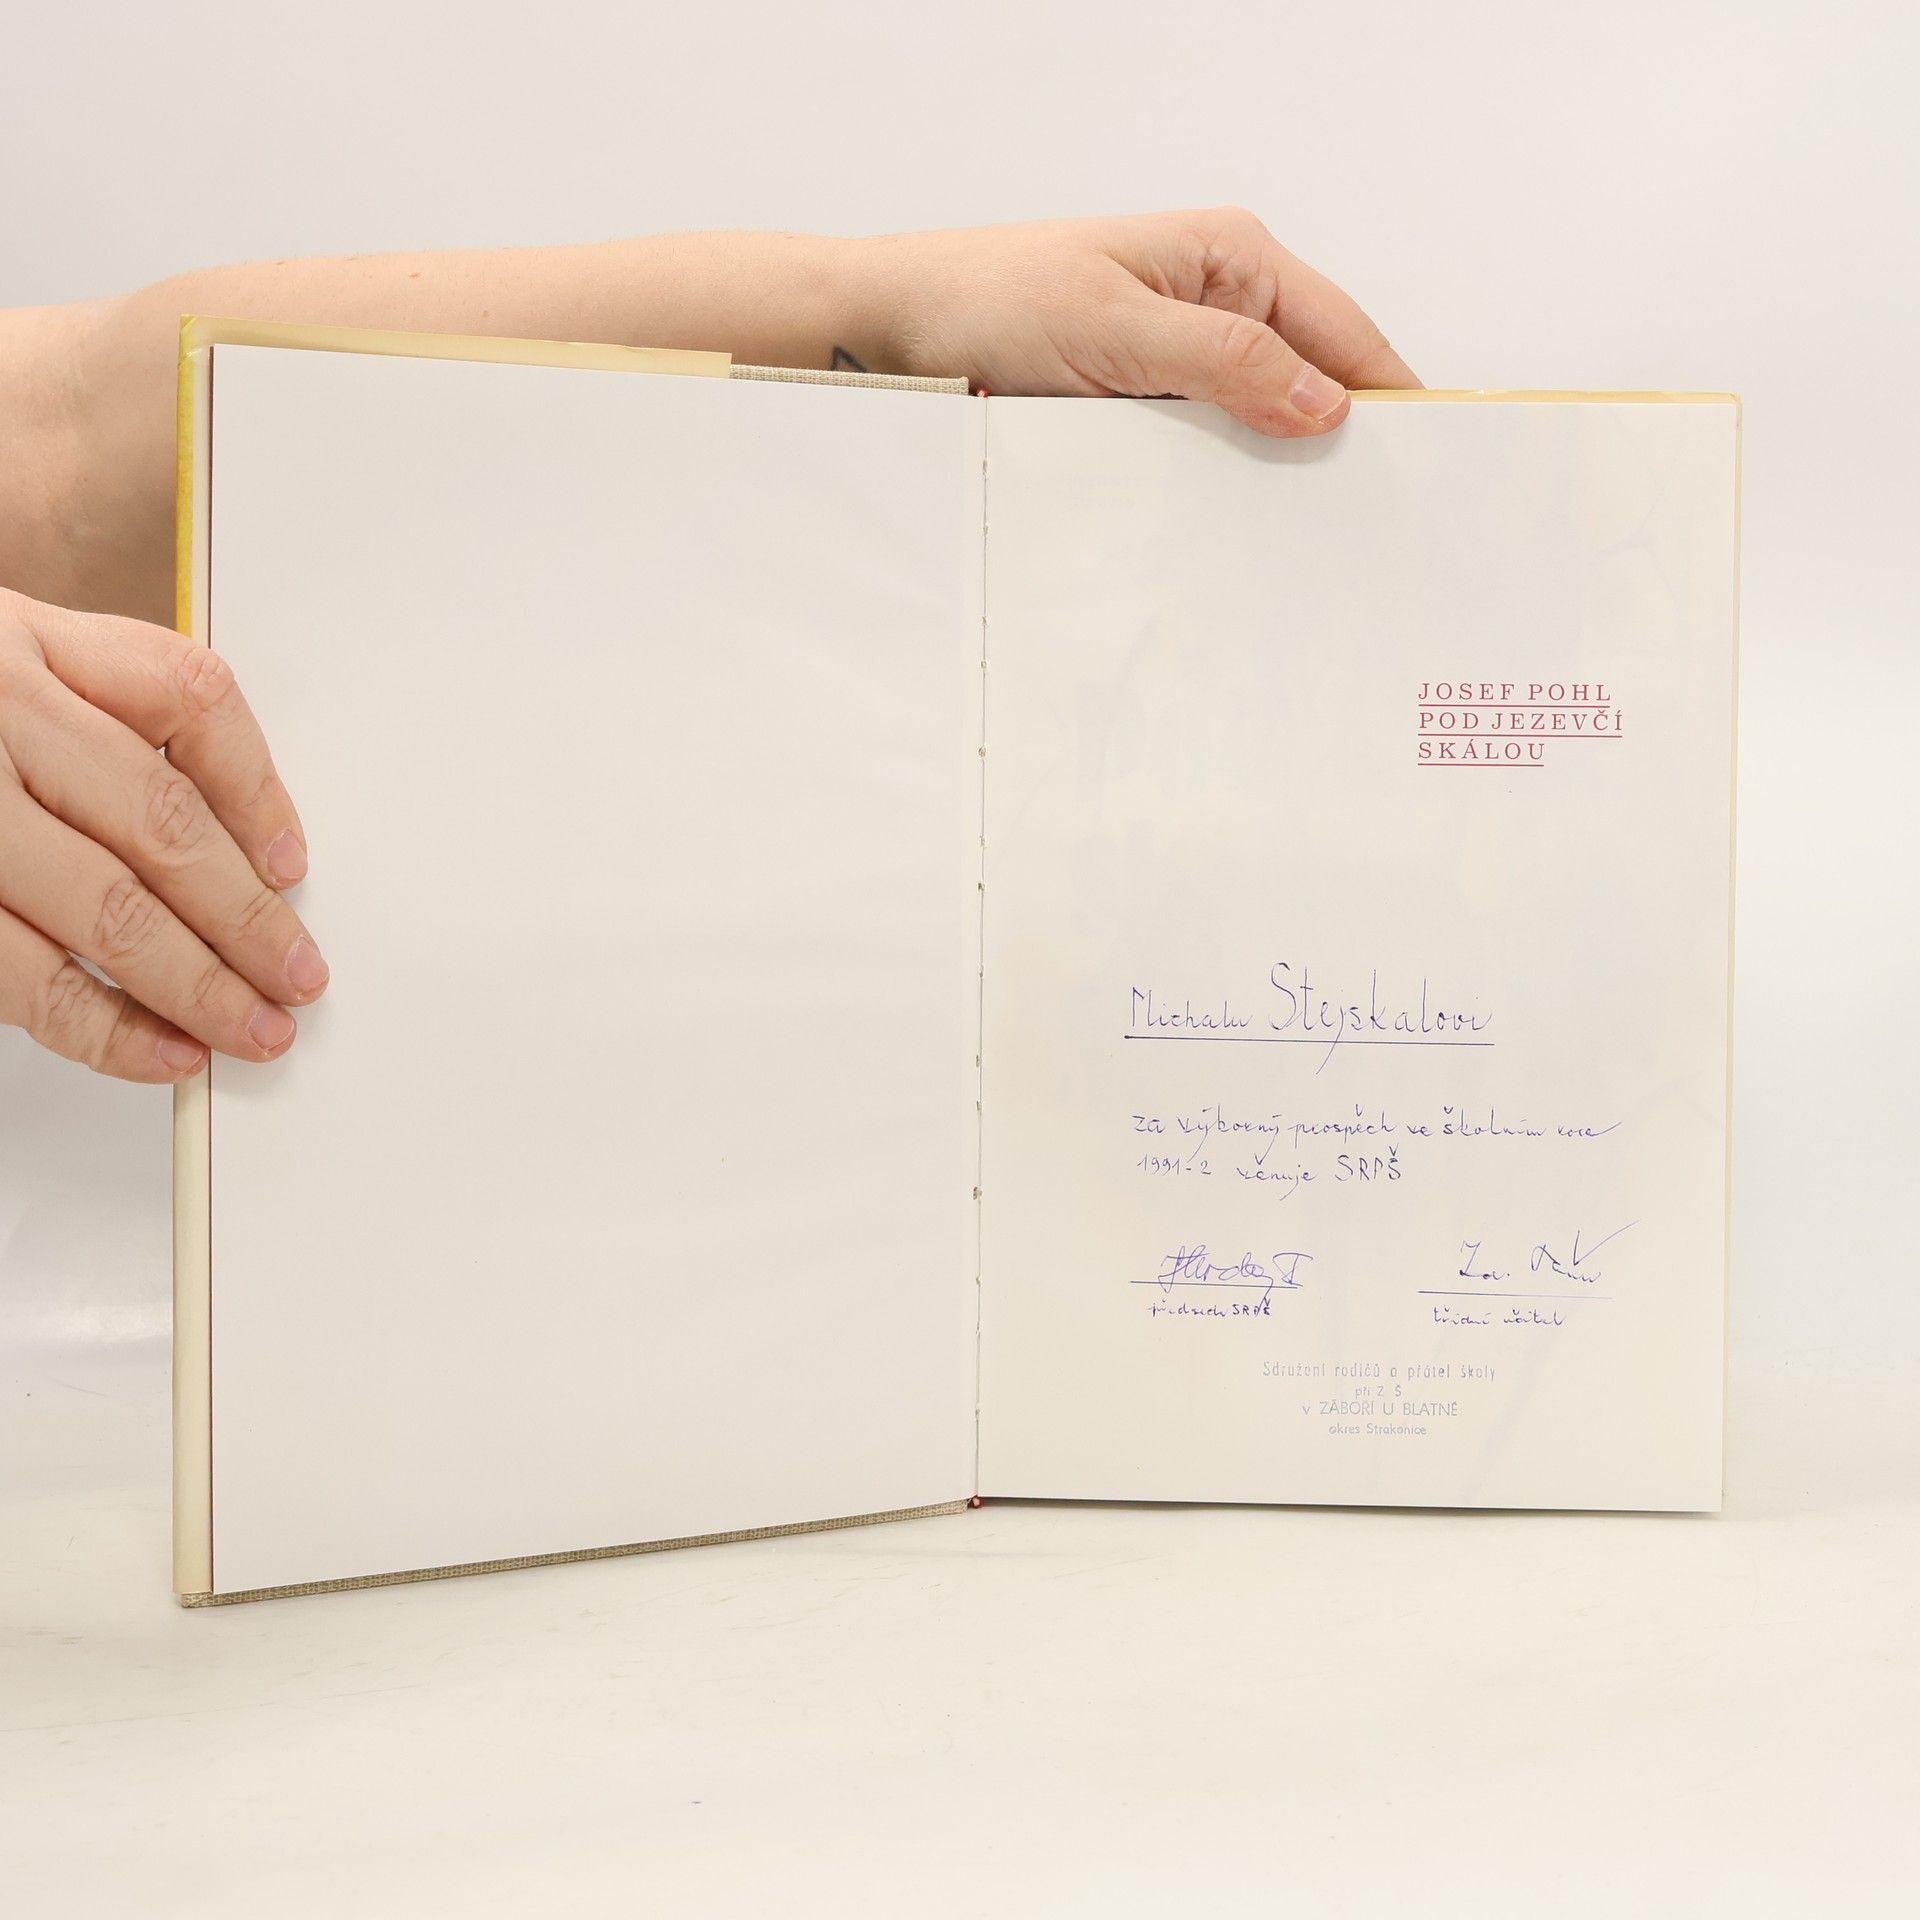 JOSEF POHL
POD JEZEVČÍ
SKÁLOU
Michalu Stejskalovi
za výborný prospěch ve školním roce
1991-2 věnuje SRPŠ
Za.
předseda SRPŠ
třídní učitel
Sdružení rodičů a přátel školy
při Z Š
v ZÁBOŘÍ U BLATNÉ
okres Strakonice